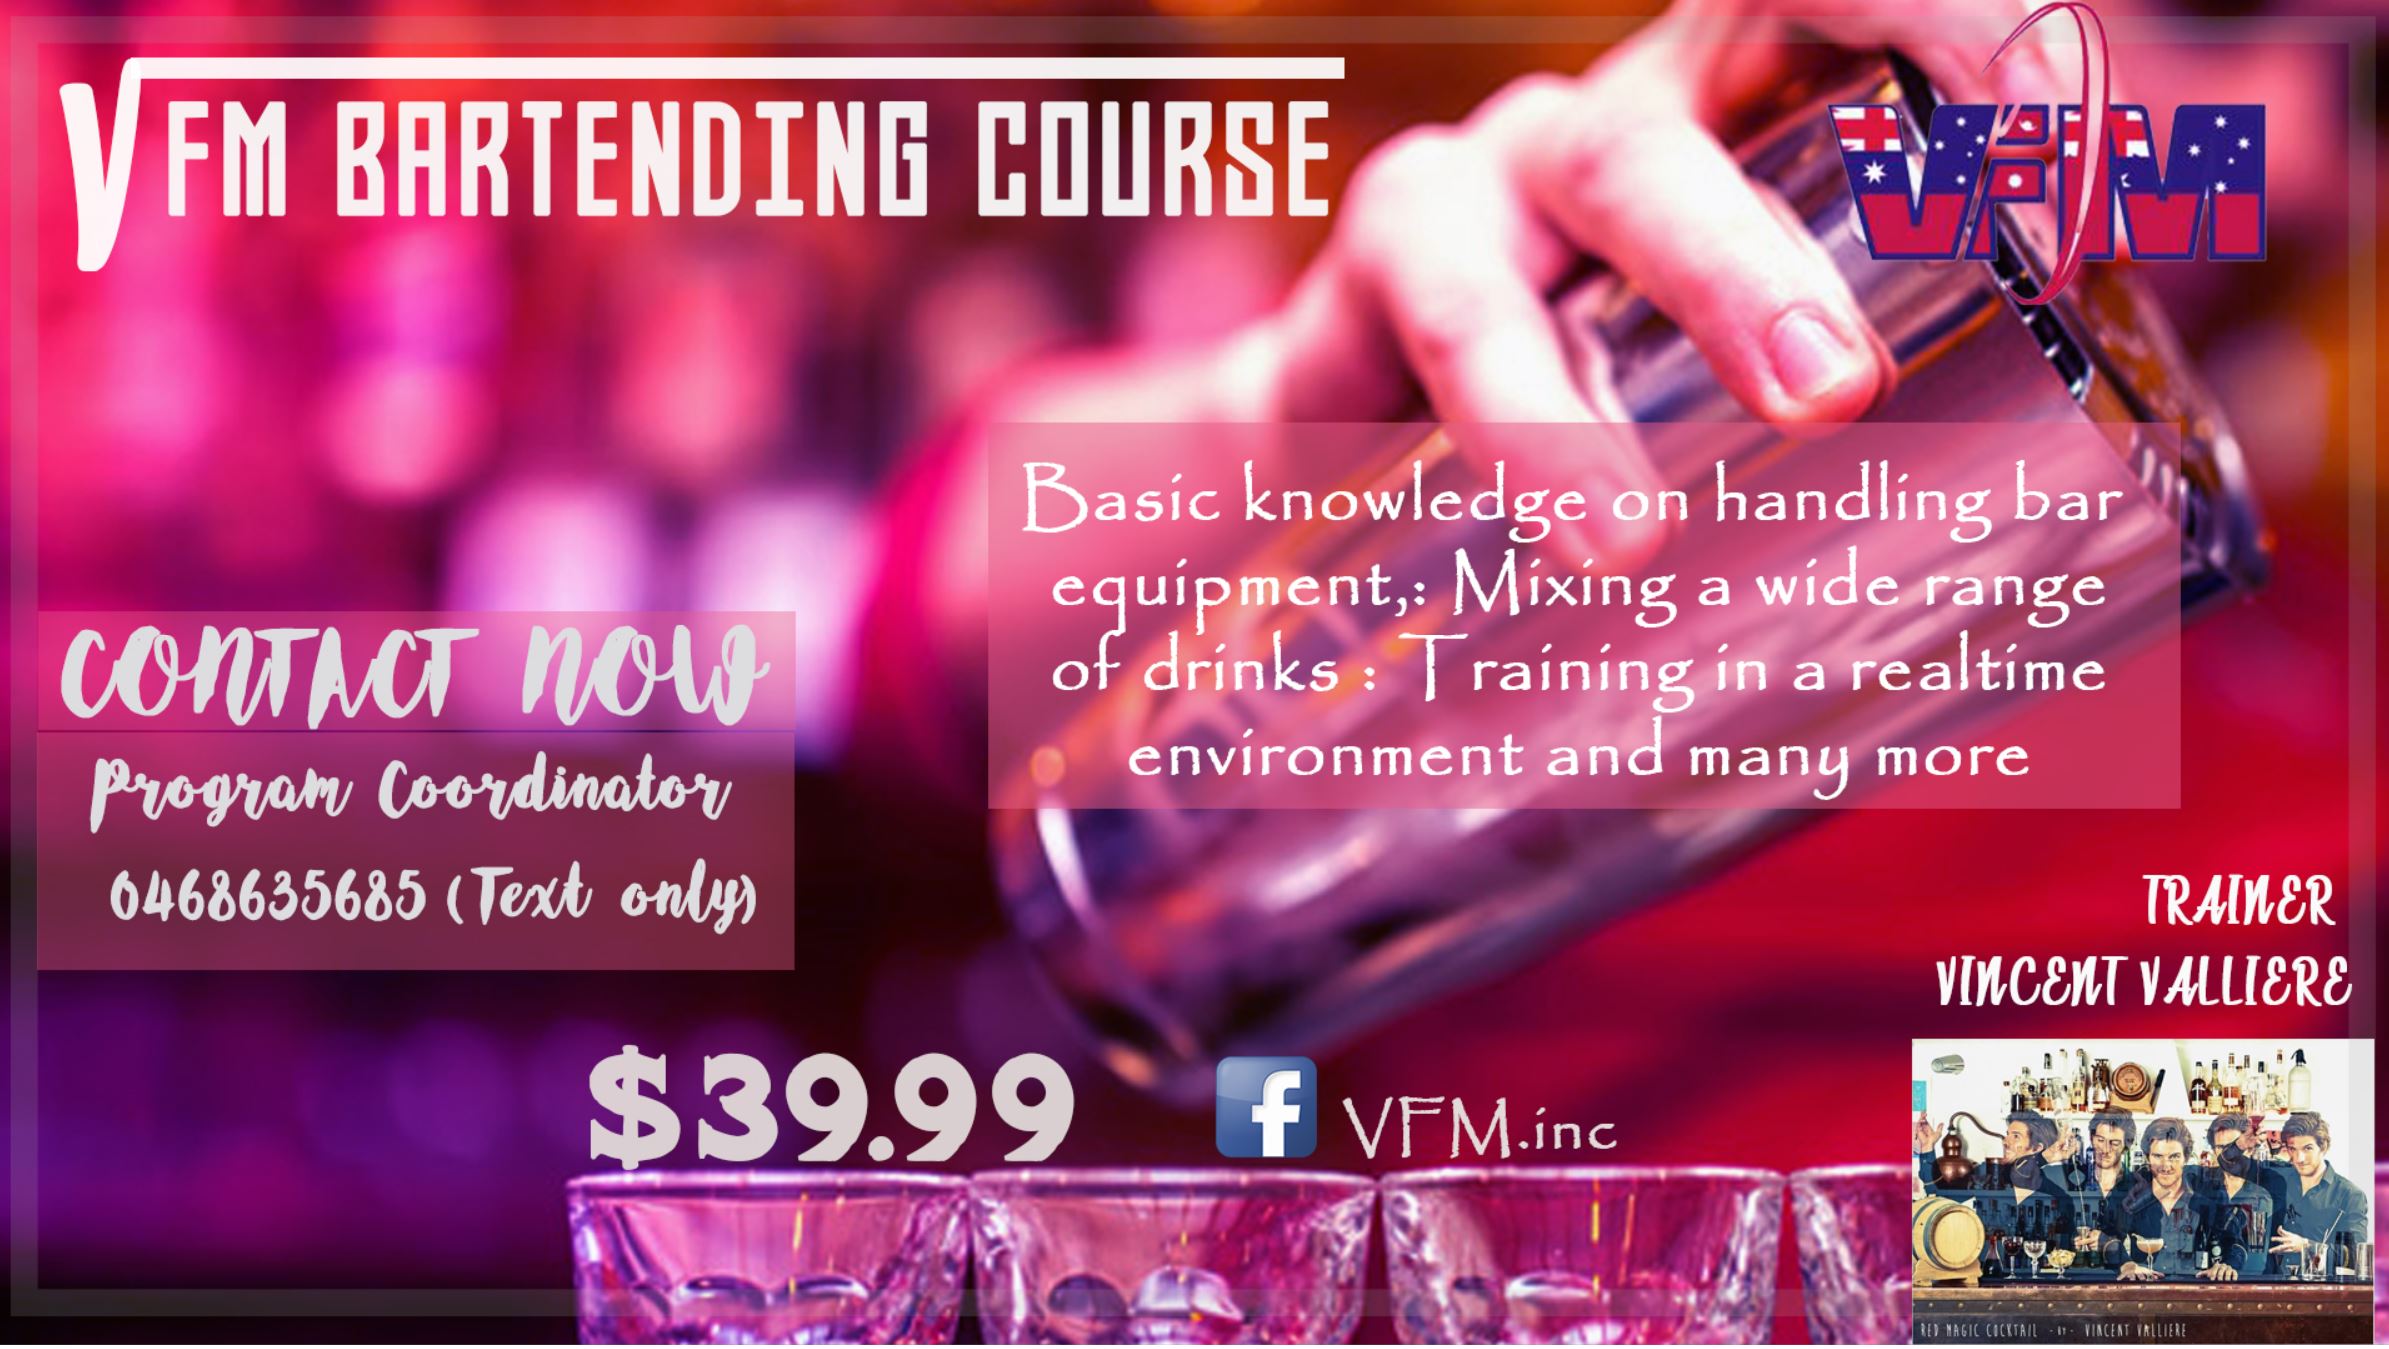 VFM BARTENDING COURSE
VFM
Basic knowledge on handling bar
equipment,: Mixing a wide range
of drinks : Training in a realtime
environment and many more
CONTACT NOW
Program Coordinator
0468635685 (Text only)
TRAINER
VINCENT VALLIERE
$39.99
f VFM.inc
RED MAGIC COCKTAIL - BY - VINCENT VALLIERE